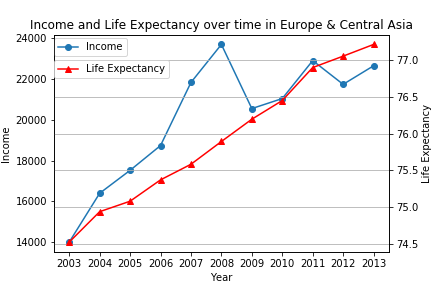 Income and Life Expectancy over time in Europe & Central Asia
Income
Life Expectancy
24000
22000
20000
18000
16000
14000
Income
77.0
76.5
76.0
75.5
75.0
74.5
Life Expectancy
2003 2004 2005 2006 2007 2008 2009 2010 2011 2012 2013
Year